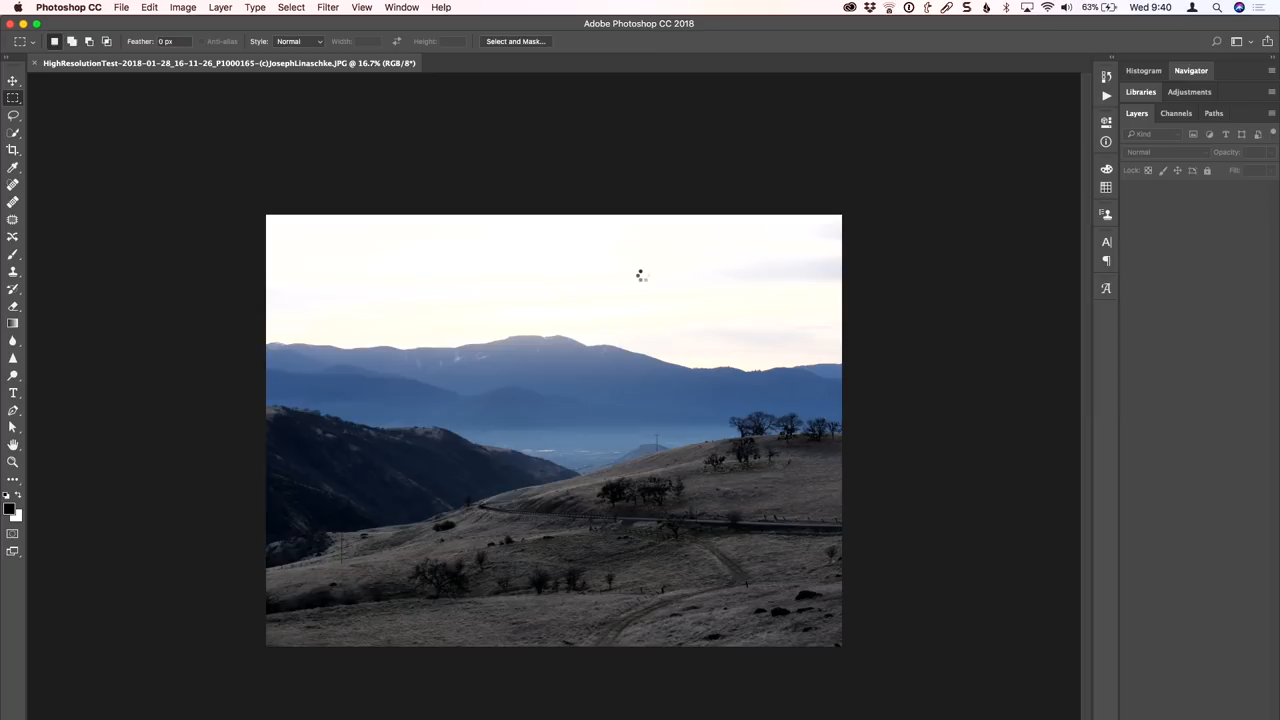 Photoshop CC File Edit Image Layer Type Select Filter View Window Help 63% Wed 9:40
Adobe Photoshop CC 2018
Feather: 0 px Anti-alias Style: Normal Width: Height: Select and Mask...
HighResolutionTest-2018-01-28_16-11-26_P1000165-(c)JosephLinaschke.JPG @ 16.7% (RGB/8*)
Histogram Navigator
Libraries Adjustments
Layers Channels Paths
Kind
Normal Opacity:
Lock: Fill: